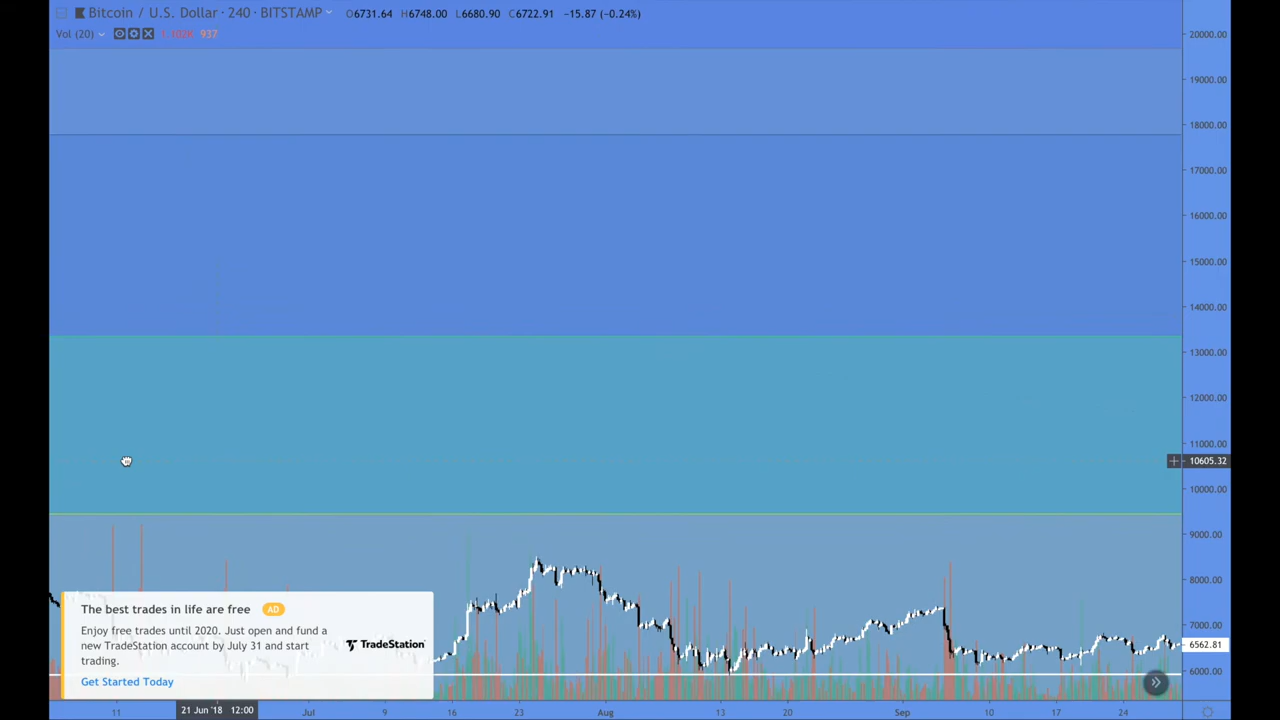 Bitcoin / U.S. Dollar · 240 · BITSTAMP O6731.64 H6748.00 L6680.90 C6722.91 −15.87 (−0.24%)
Vol (20) 1.102K 937
20000.00
19000.00
18000.00
17000.00
16000.00
15000.00
14000.00
13000.00
12000.00
11000.00
10605.32
10000.00
9000.00
8000.00
7000.00
6562.81
6000.00
The best trades in life are free AD
Enjoy free trades until 2020. Just open and fund a
new TradeStation account by July 31 and start
trading.
TradeStation
Get Started Today
11 21 Jun '18 12:00 Jul 9 16 23 Aug 13 20 Sep 10 17 24